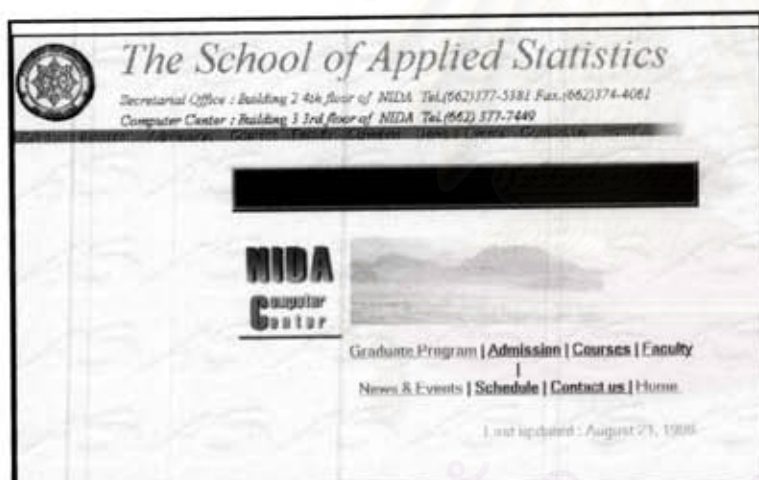 The School of Applied Statistics
Secretarial Office : Building 2 4th floor of NIDA Tel.(662)377-5381 Fax.(662)374-4061
Computer Center : Building 3 3rd floor of NIDA Tel.(662) 377-7449
NIDA
Computer
Center
Graduate Program | Admission | Courses | Faculty
|
News & Events | Schedule | Contact us | Home
Last updated : August 21,